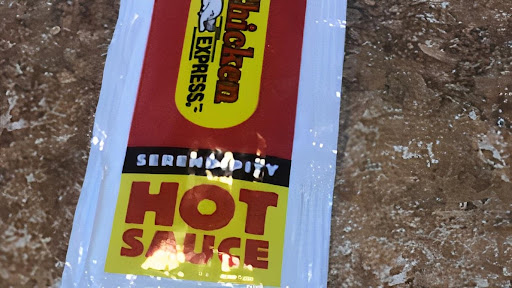 Chicken
EXPRESS
SERENDIPITY
HOT
SAUCE